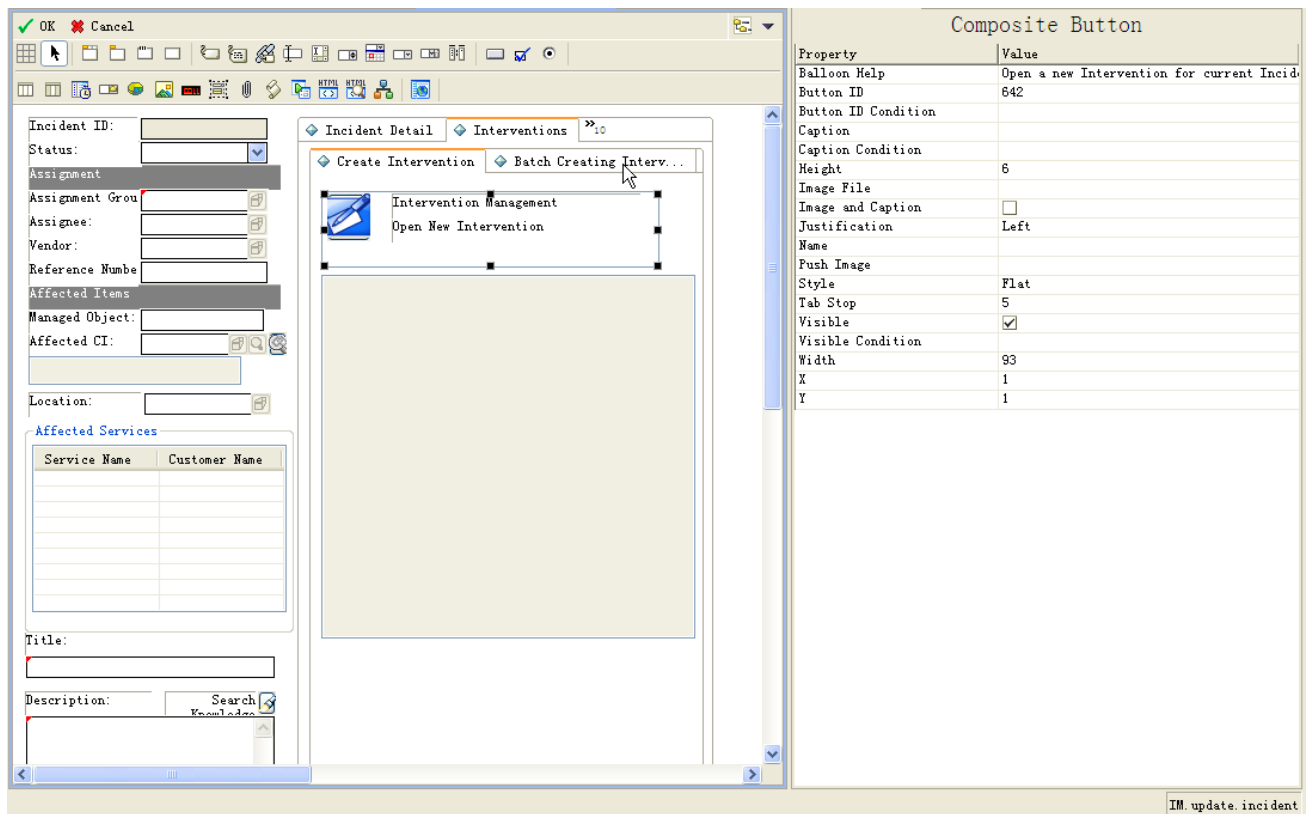 OK Cancel
Incident ID:
Status:
Assignment
Assignment Grou
Assignee:
Vendor:
Reference Numbe
Affected Items
Managed Object:
Affected CI:
Location:
Affected Services
Service Name Customer Name
Title:
Description: Search
Knowledge
Incident Detail Interventions »10
Create Intervention Batch Creating Interv...
Intervention Management
Open New Intervention
Composite Button
Property Value
Balloon Help Open a new Intervention for current Incid
Button ID 642
Button ID Condition
Caption
Caption Condition
Height 6
Image File
Image and Caption
Justification Left
Name
Push Image
Style Flat
Tab Stop 5
Visible
Visible Condition
Width 93
X 1
Y 1
IM.update.incident